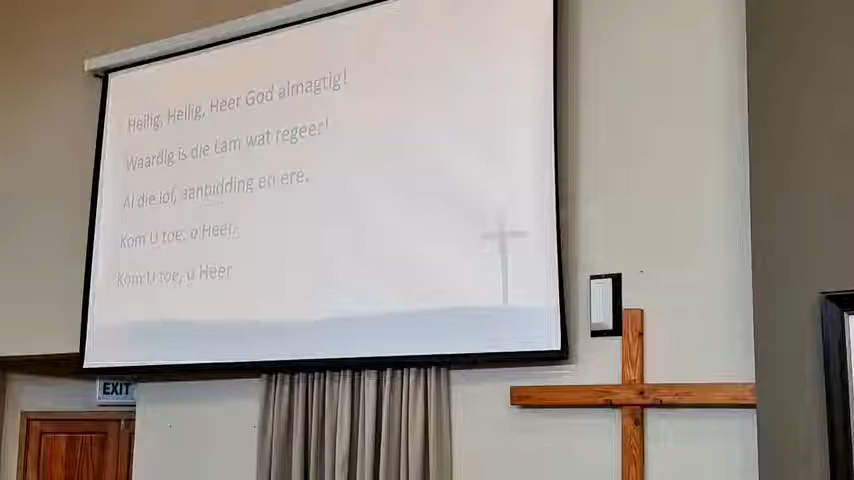 Heilig, Heilig, Heer God almagtig!
Waardig is die Lam wat regeer!
Al die lof, aanbidding en ere.
Kom U toe, o Heer.
Kom U toe, u Heer
EXIT